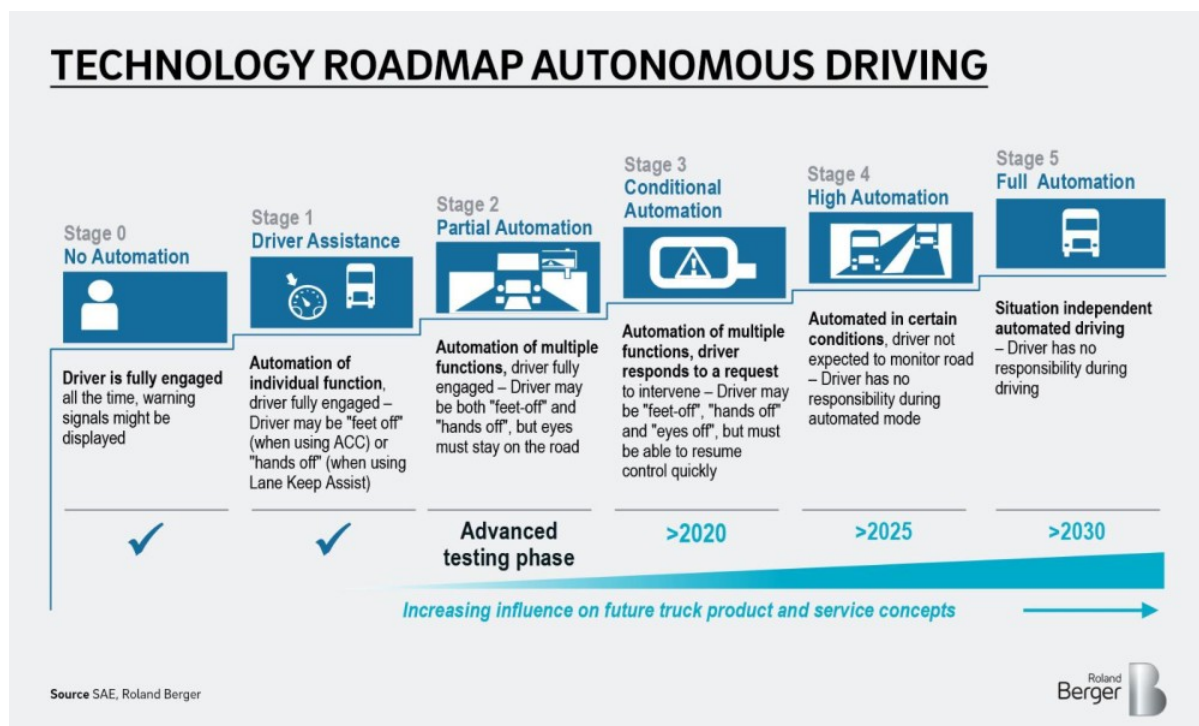 TECHNOLOGY ROADMAP AUTONOMOUS DRIVING
Stage 0
No Automation
Driver is fully engaged
all the time, warning
signals might be
displayed
Stage 1
Driver Assistance
Automation of
individual function,
driver fully engaged –
Driver may be "feet off"
(when using ACC) or
"hands off" (when using
Lane Keep Assist)
Stage 2
Partial Automation
Automation of multiple
functions, driver fully
engaged – Driver may
be both "feet-off" and
"hands off", but eyes
must stay on the road
Advanced
testing phase
Stage 3
Conditional
Automation
Automation of multiple
functions, driver
responds to a request
to intervene – Driver may
be "feet-off", "hands off"
and "eyes off", but must
be able to resume
control quickly
>2020
Stage 4
High Automation
Automated in certain
conditions, driver not
expected to monitor road
– Driver has no
responsibility during
automated mode
>2025
Stage 5
Full Automation
Situation independent
automated driving
– Driver has no
responsibility during
driving
>2030
Increasing influence on future truck product and service concepts
Source SAE, Roland Berger
Roland
Berger